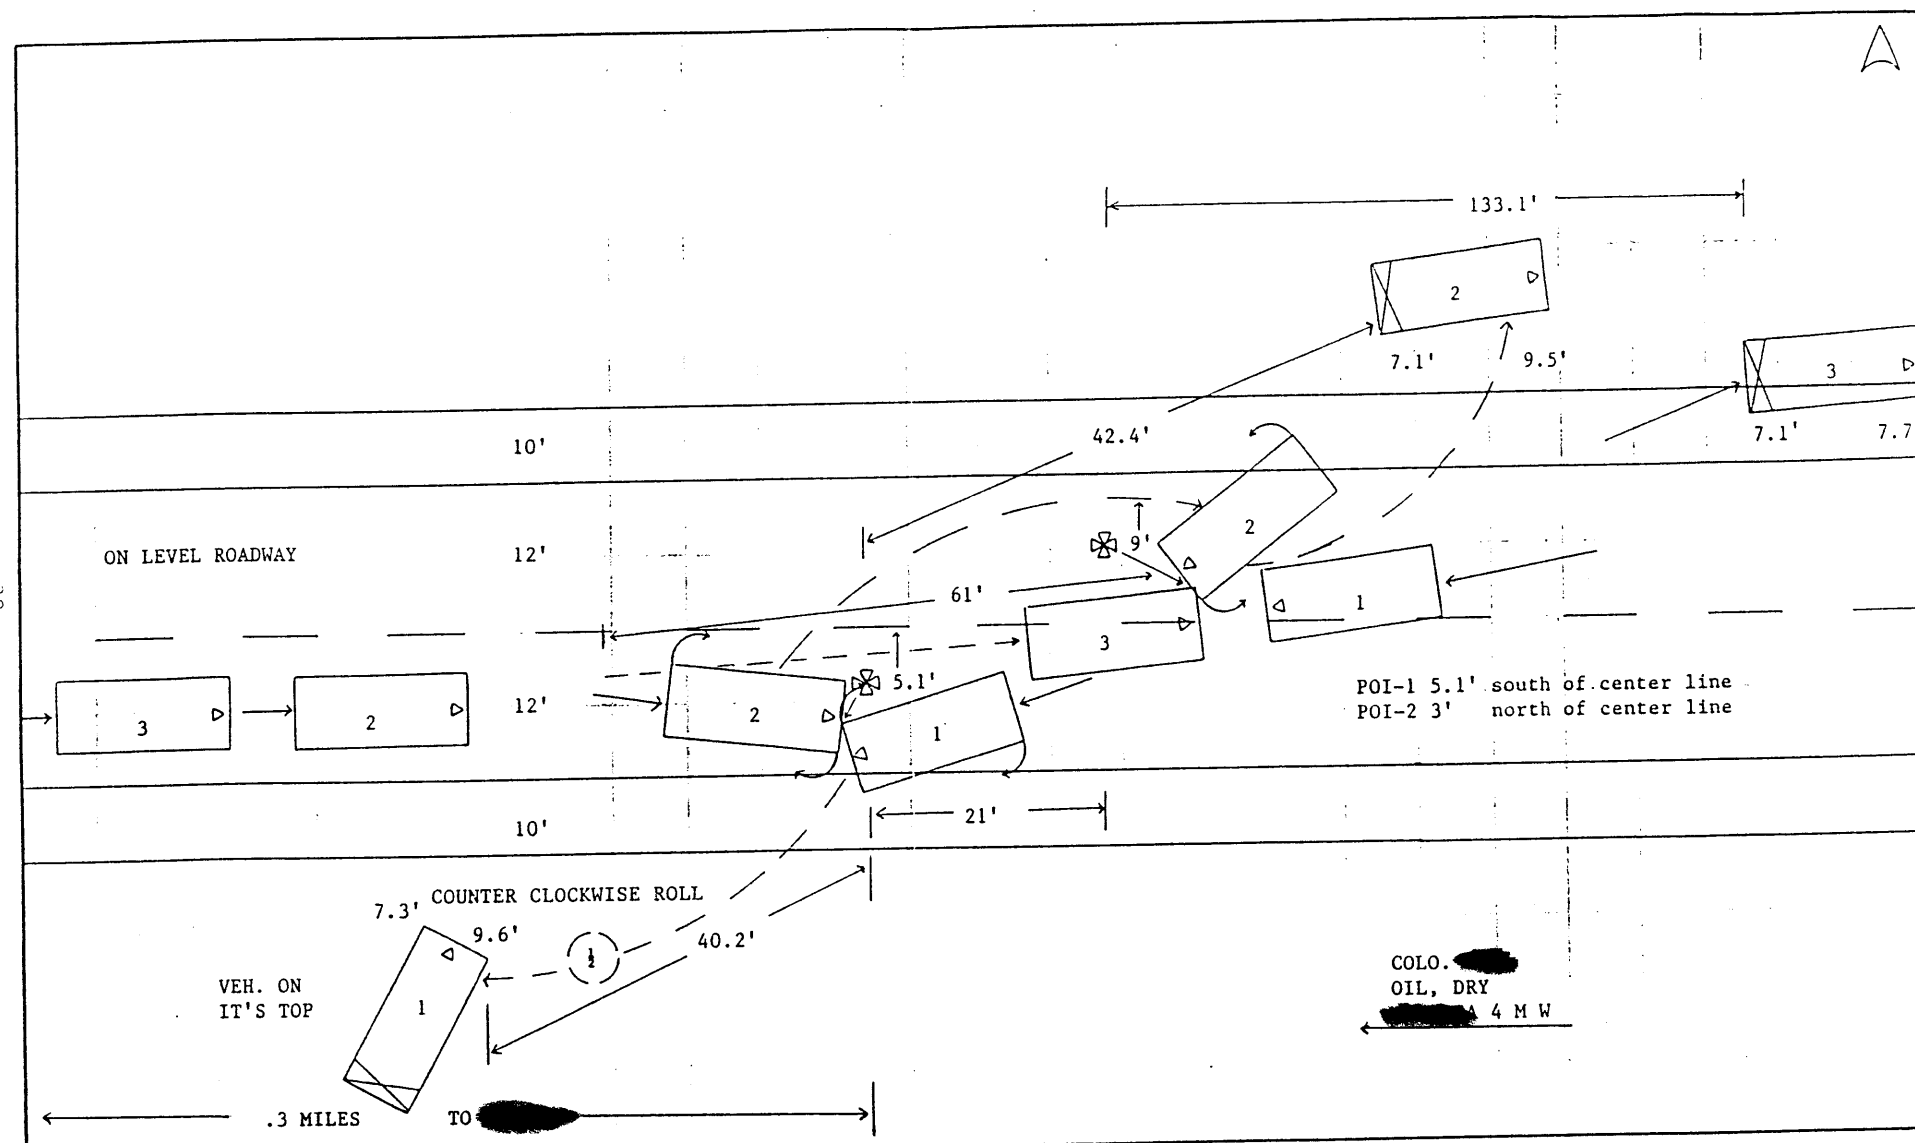 133.1'
2
7.1'
9.5'
3
7.1'
7.7
10'
42.4'
ON LEVEL ROADWAY
12'
9'
2
61'
1
3
5.1'
POI-1 5.1' south of center line
POI-2 3' north of center line
3
2
12'
2
1
10'
21'
COUNTER CLOCKWISE ROLL
7.3'
9.6'
½
40.2'
VEH. ON
IT'S TOP
1
COLO.
OIL, DRY
4 M W
.3 MILES TO